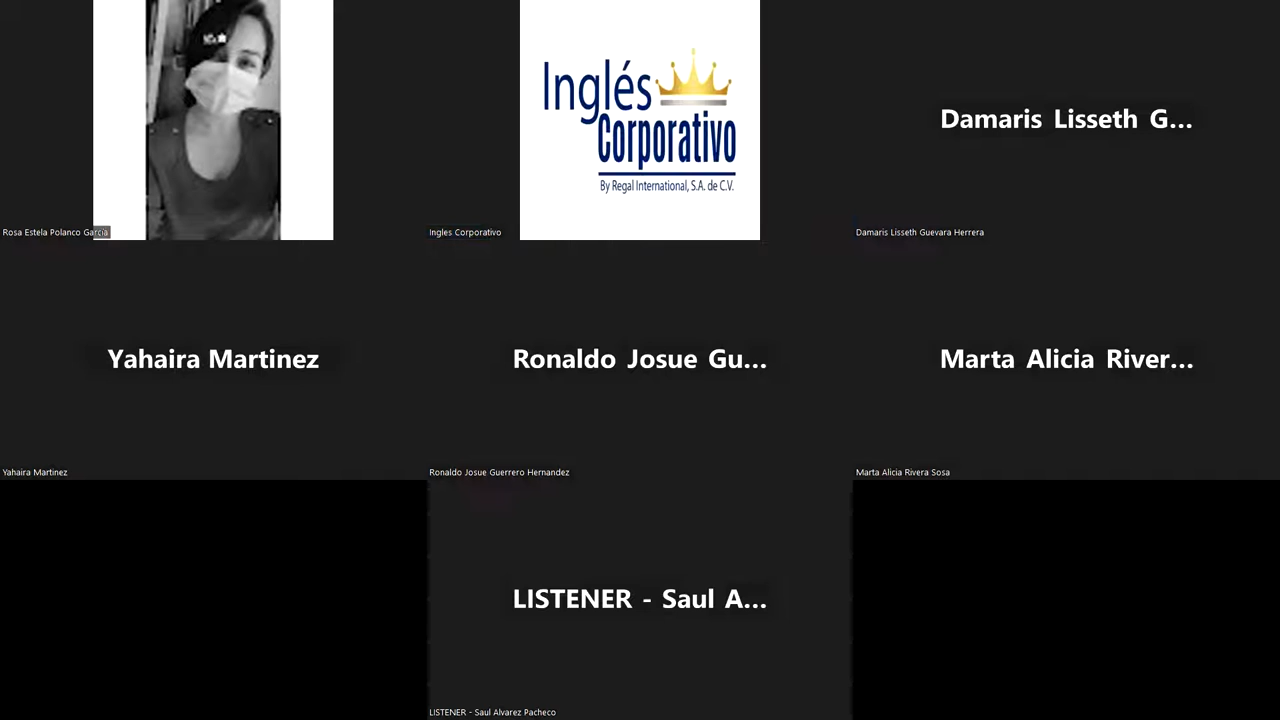 Rosa Estela Polanco García
Inglés
Corporativo
By Regal International, S.A. de C.V.
Ingles Corporativo
Damaris Lisseth G...
Damaris Lisseth Guevara Herrera
Yahaira Martinez
Yahaira Martinez
Ronaldo Josue Gu...
Ronaldo Josue Guerrero Hernandez
Marta Alicia River...
Marta Alicia Rivera Sosa
LISTENER - Saul A...
LISTENER - Saul Alvarez Pacheco